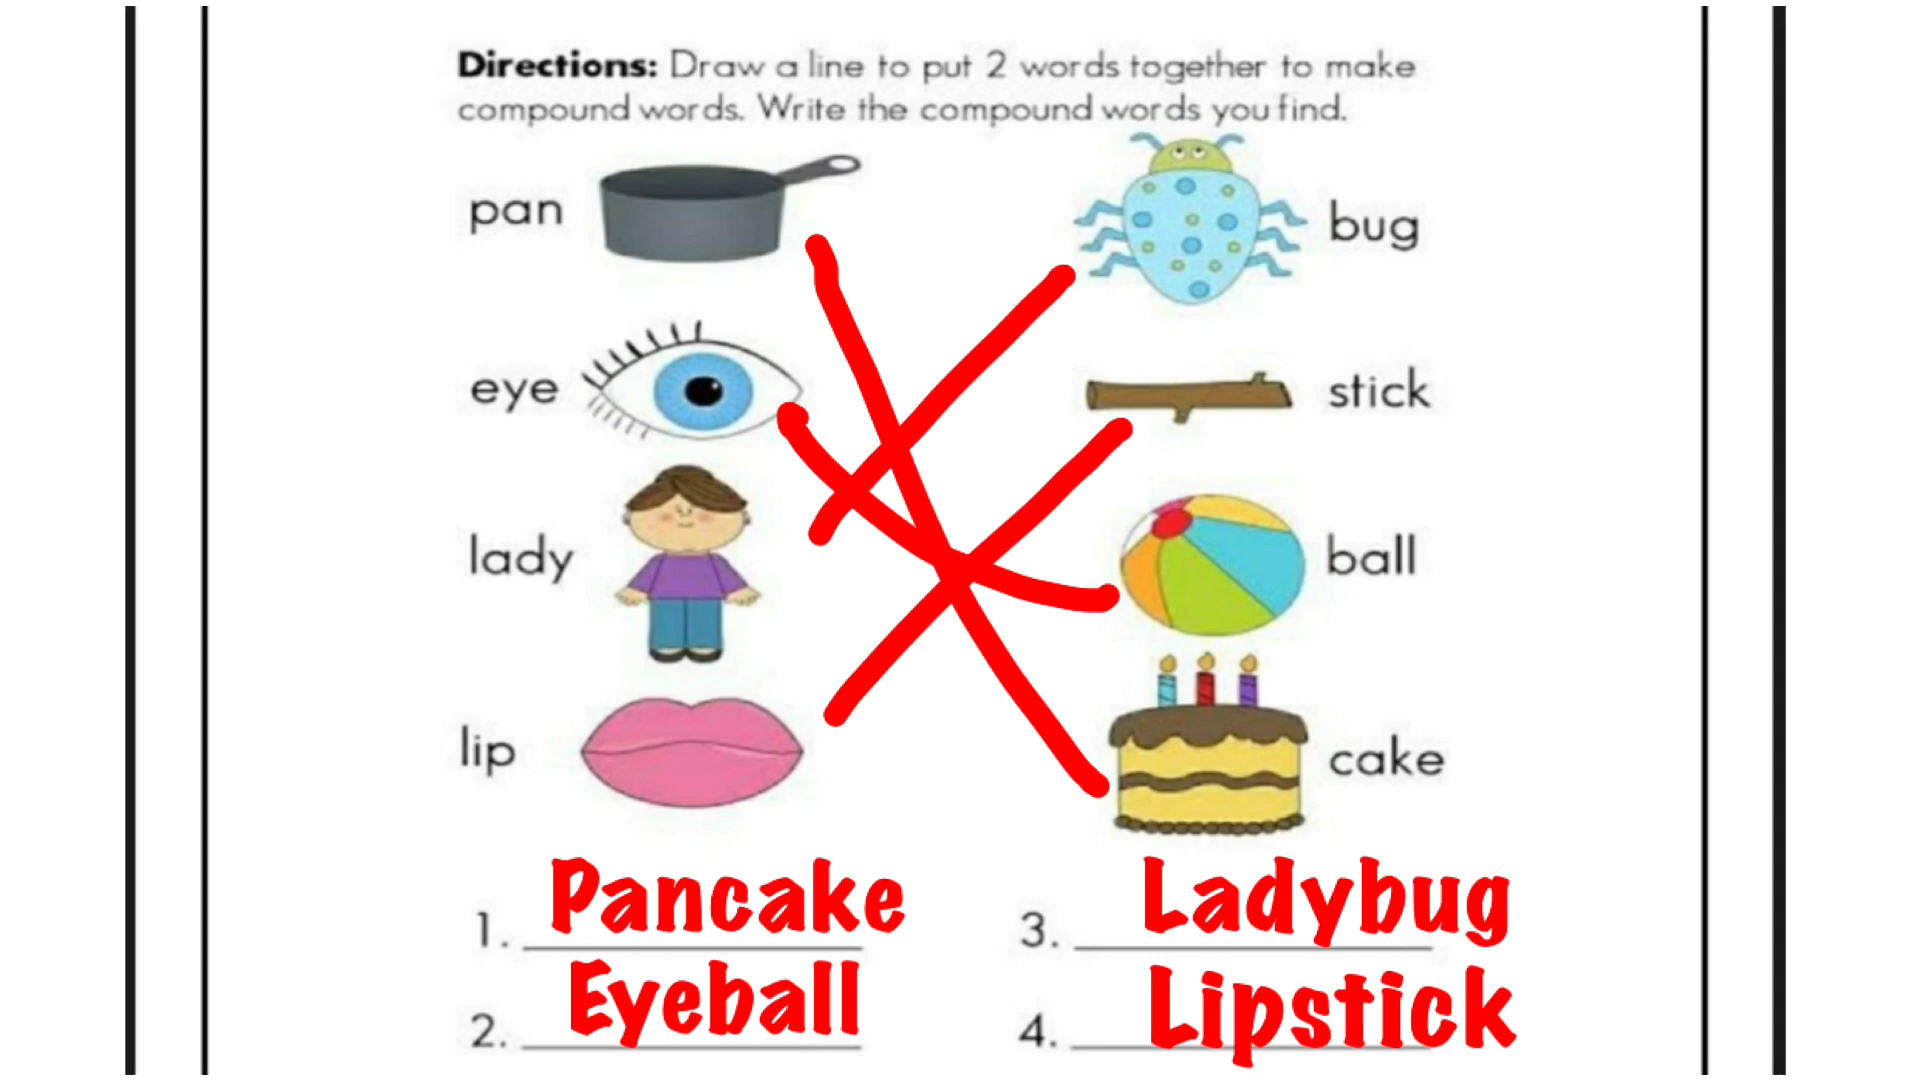 Directions: Draw a line to put 2 words together to make
compound words. Write the compound words you find.
pan
bug
eye
stick
lady
ball
lip
cake
1. Pancake
3. Ladybug
2. Eyeball
4. Lipstick